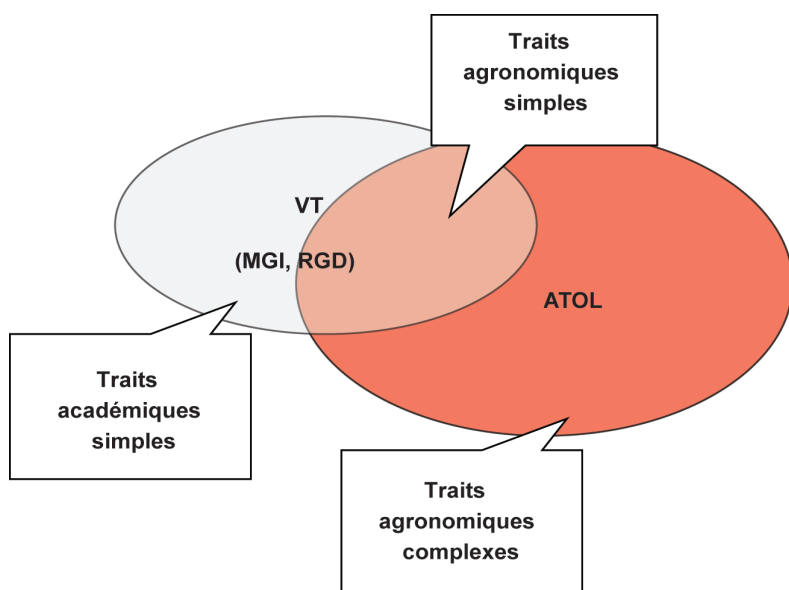 Traits
agronomiques
simples
VT
(MGI, RGD)
ATOL
Traits
académiques
simples
Traits
agronomiques
complexes